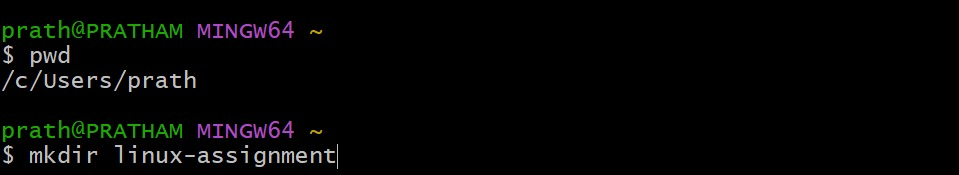 prath@PRATHAM MINGW64 ~
$ pwd
/c/Users/prath
prath@PRATHAM MINGW64 ~
$ mkdir linux-assignment